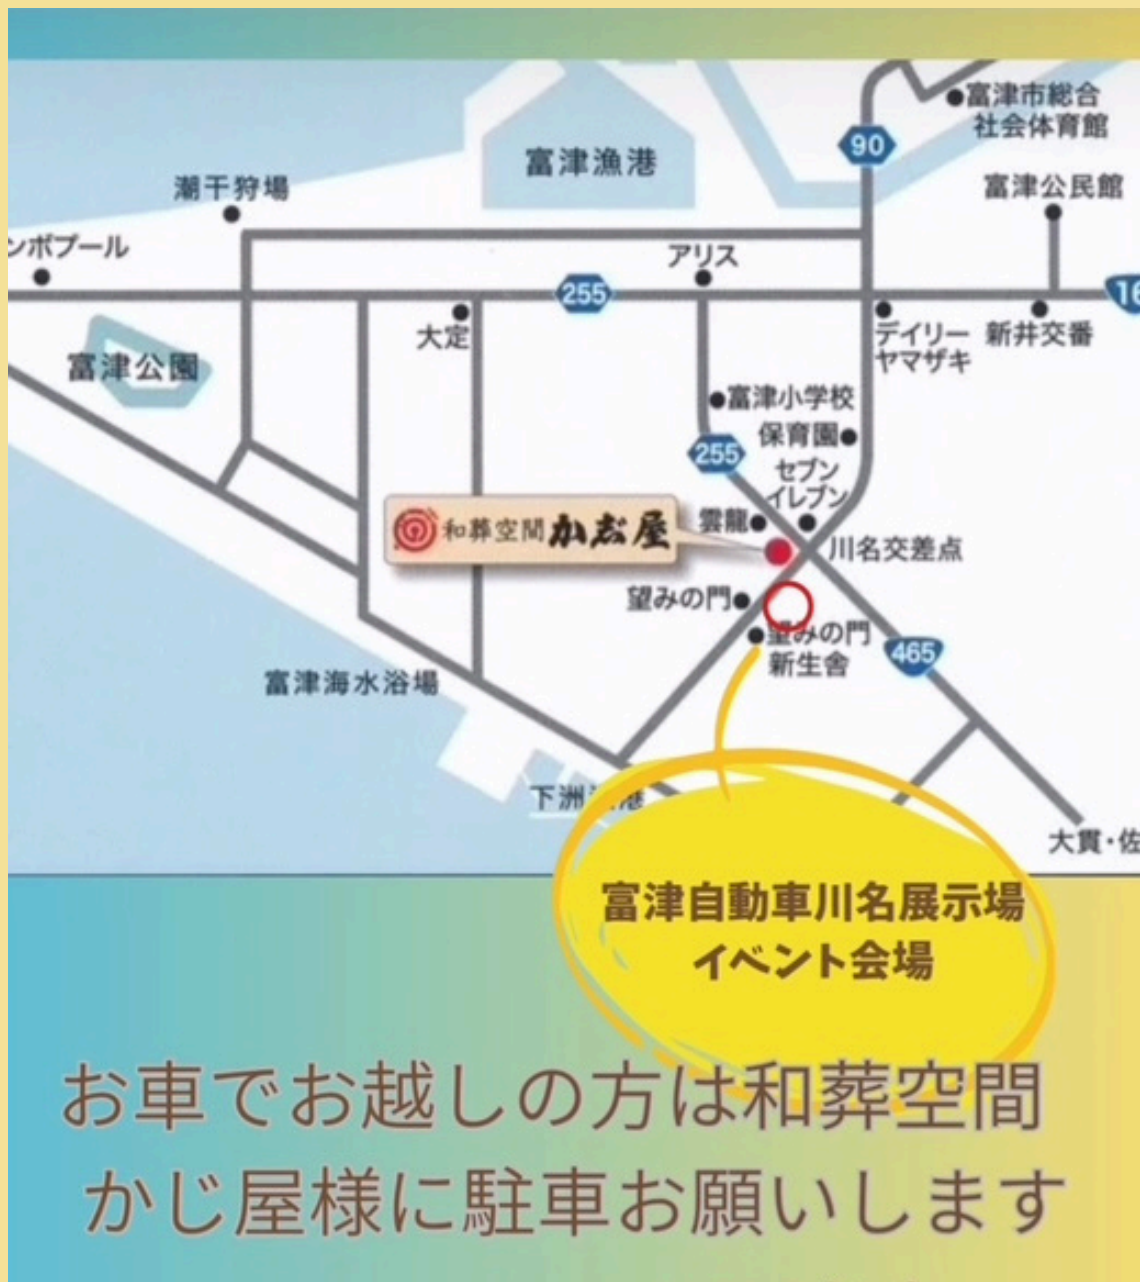 富津市総合
社会体育館
90
富津漁港
潮干狩場
富津公民館
ンボプール
アリス
255
16
大定
デイリー
ヤマザキ
新井交番
富津公園
富津小学校
保育園
255
セブン
イレブン
雲龍
和葬空間 かじ屋
川名交差点
望みの門
望みの門
新生舎
465
富津海水浴場
大貫・佐
富津自動車川名展示場
イベント会場
お車でお越しの方は和葬空間
かじ屋様に駐車お願いします